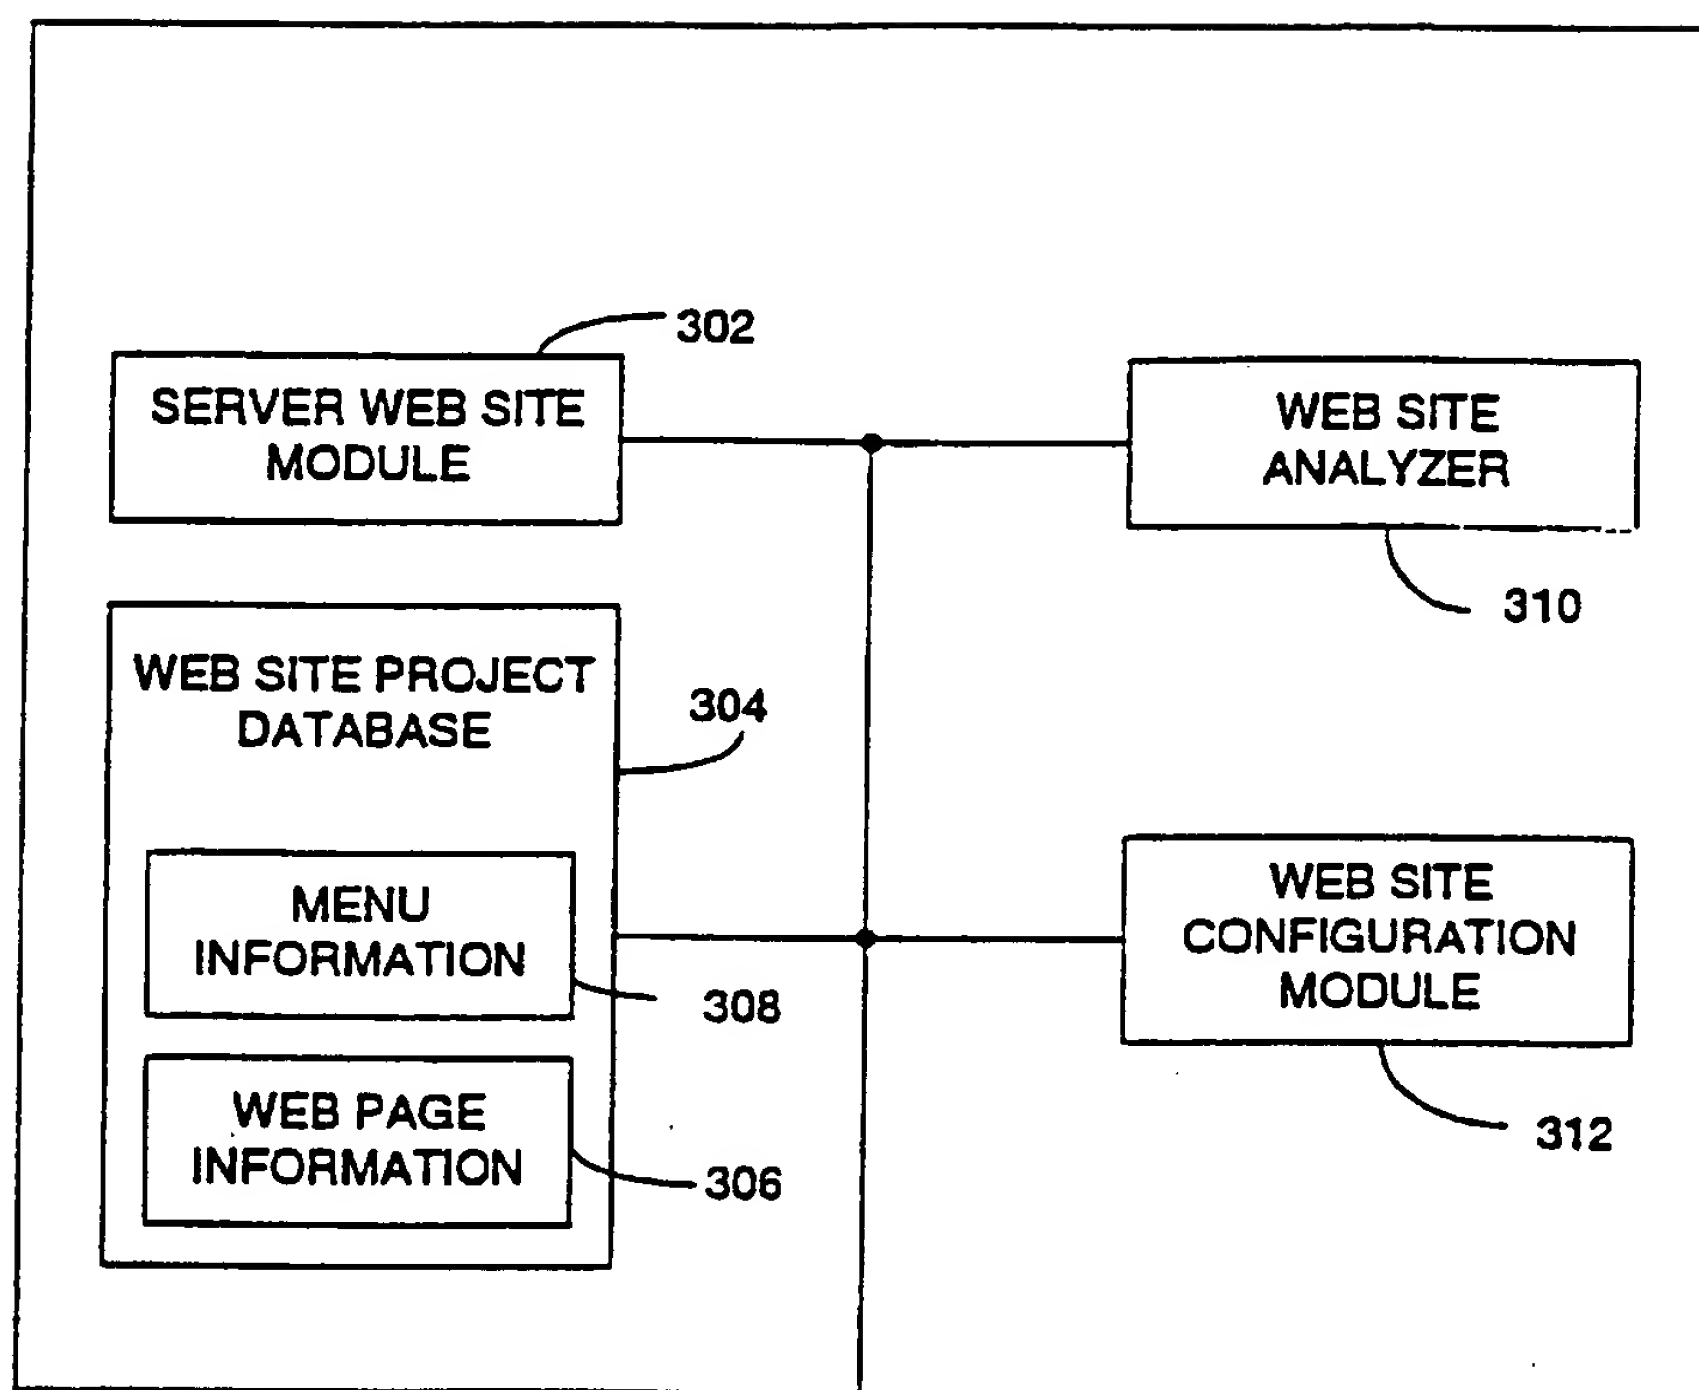 302
SERVER WEB SITE
MODULE
WEB SITE
ANALYZER
310
WEB SITE PROJECT
DATABASE
304
MENU
INFORMATION
308
WEB PAGE
INFORMATION
306
WEB SITE
CONFIGURATION
MODULE
312